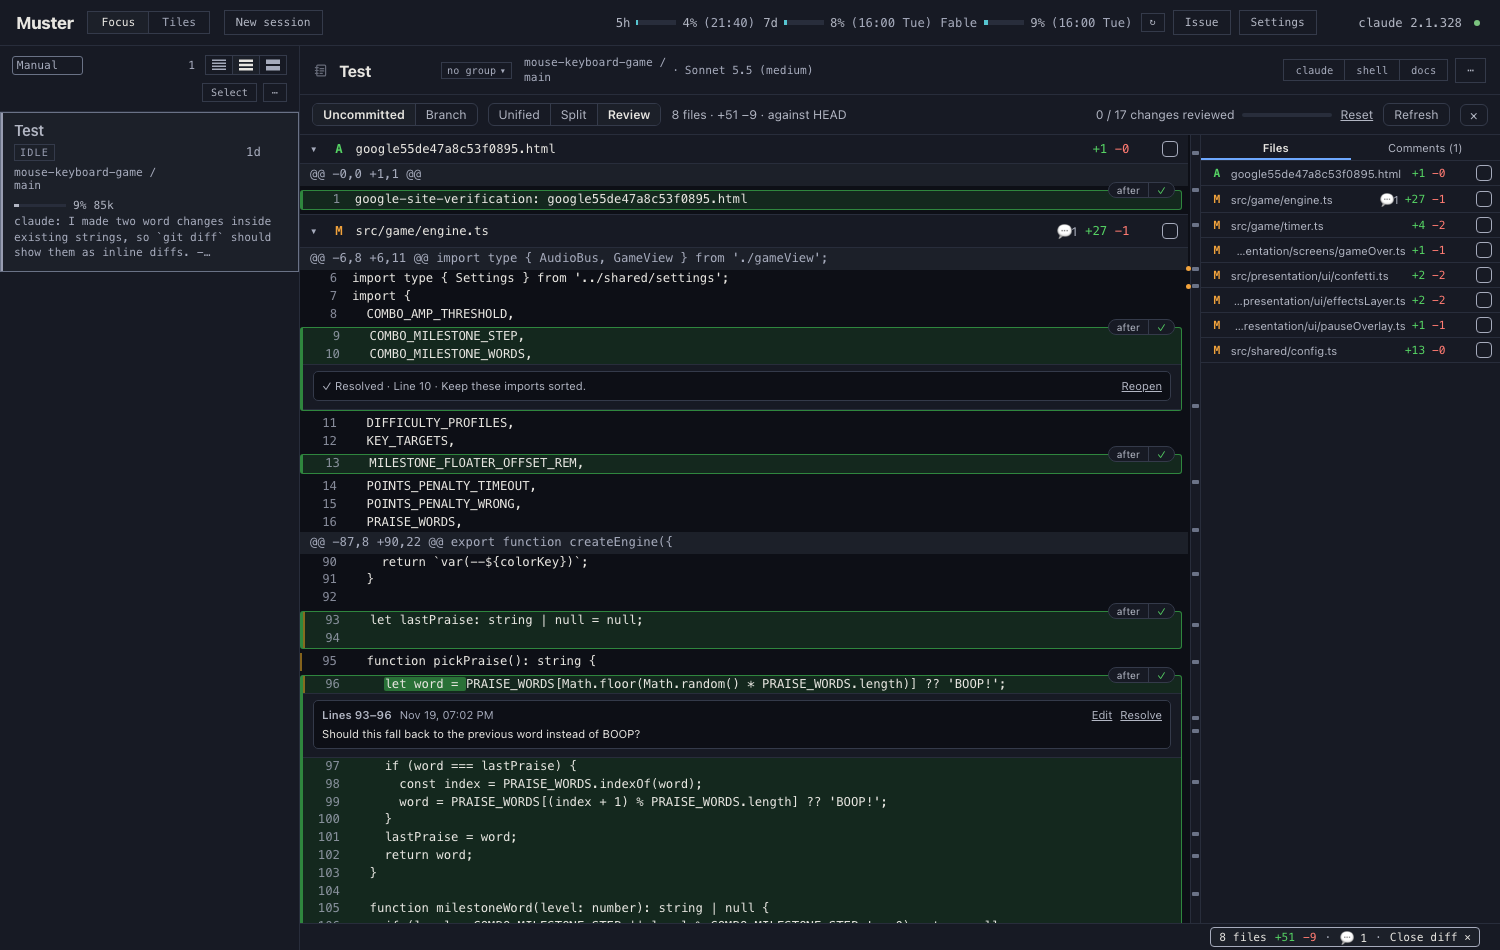 Muster Focus Tiles New session 5h 4% (21:40) 7d 8% (16:00 Tue) Fable 9% (16:00 Tue) ↻ Issue Settings claude 2.1.328
Manual 1
Select ⋯
Test
IDLE 1d
mouse-keyboard-game /
main
9% 85k
claude: I made two word changes inside
existing strings, so `git diff` should
show them as inline diffs. —…
Test no group ▾ mouse-keyboard-game /
main · Sonnet 5.5 (medium) claude shell docs ⋯
Uncommitted Branch Unified Split Review 8 files · +51 −9 · against HEAD 0 / 17 changes reviewed Reset Refresh ×
▾ A google55de47a8c53f0895.html +1 −0
@@ −0,0 +1,1 @@
after ✓
1 google-site-verification: google55de47a8c53f0895.html
▾ M src/game/engine.ts 💬1 +27 −1
@@ −6,8 +6,11 @@ import type { AudioBus, GameView } from './gameView';
6 import type { Settings } from '../shared/settings';
7 import {
8 COMBO_AMP_THRESHOLD,
after ✓
9 COMBO_MILESTONE_STEP,
10 COMBO_MILESTONE_WORDS,
✓ Resolved · Line 10 · Keep these imports sorted. Reopen
11 DIFFICULTY_PROFILES,
12 KEY_TARGETS,
after ✓
13 MILESTONE_FLOATER_OFFSET_REM,
14 POINTS_PENALTY_TIMEOUT,
15 POINTS_PENALTY_WRONG,
16 PRAISE_WORDS,
@@ −87,8 +90,22 @@ export function createEngine({
90 return `var(--${colorKey})`;
91 }
92
after ✓
93 let lastPraise: string | null = null;
94
95 function pickPraise(): string {
after ✓
96 let word = PRAISE_WORDS[Math.floor(Math.random() * PRAISE_WORDS.length)] ?? 'BOOP!';
Lines 93–96 Nov 19, 07:02 PM Edit Resolve
Should this fall back to the previous word instead of BOOP?
97 if (word === lastPraise) {
98 const index = PRAISE_WORDS.indexOf(word);
99 word = PRAISE_WORDS[(index + 1) % PRAISE_WORDS.length] ?? 'BOOP!';
100 }
101 lastPraise = word;
102 return word;
103 }
104
105 function milestoneWord(level: number): string | null {
Files Comments (1)
A google55de47a8c53f0895.html +1 −0
M src/game/engine.ts 💬1 +27 −1
M src/game/timer.ts +4 −2
M …entation/screens/gameOver.ts +1 −1
M src/presentation/ui/confetti.ts +2 −2
M …presentation/ui/effectsLayer.ts +2 −2
M …resentation/ui/pauseOverlay.ts +1 −1
M src/shared/config.ts +13 −0
8 files +51 −9 · 💬 1 · Close diff ×